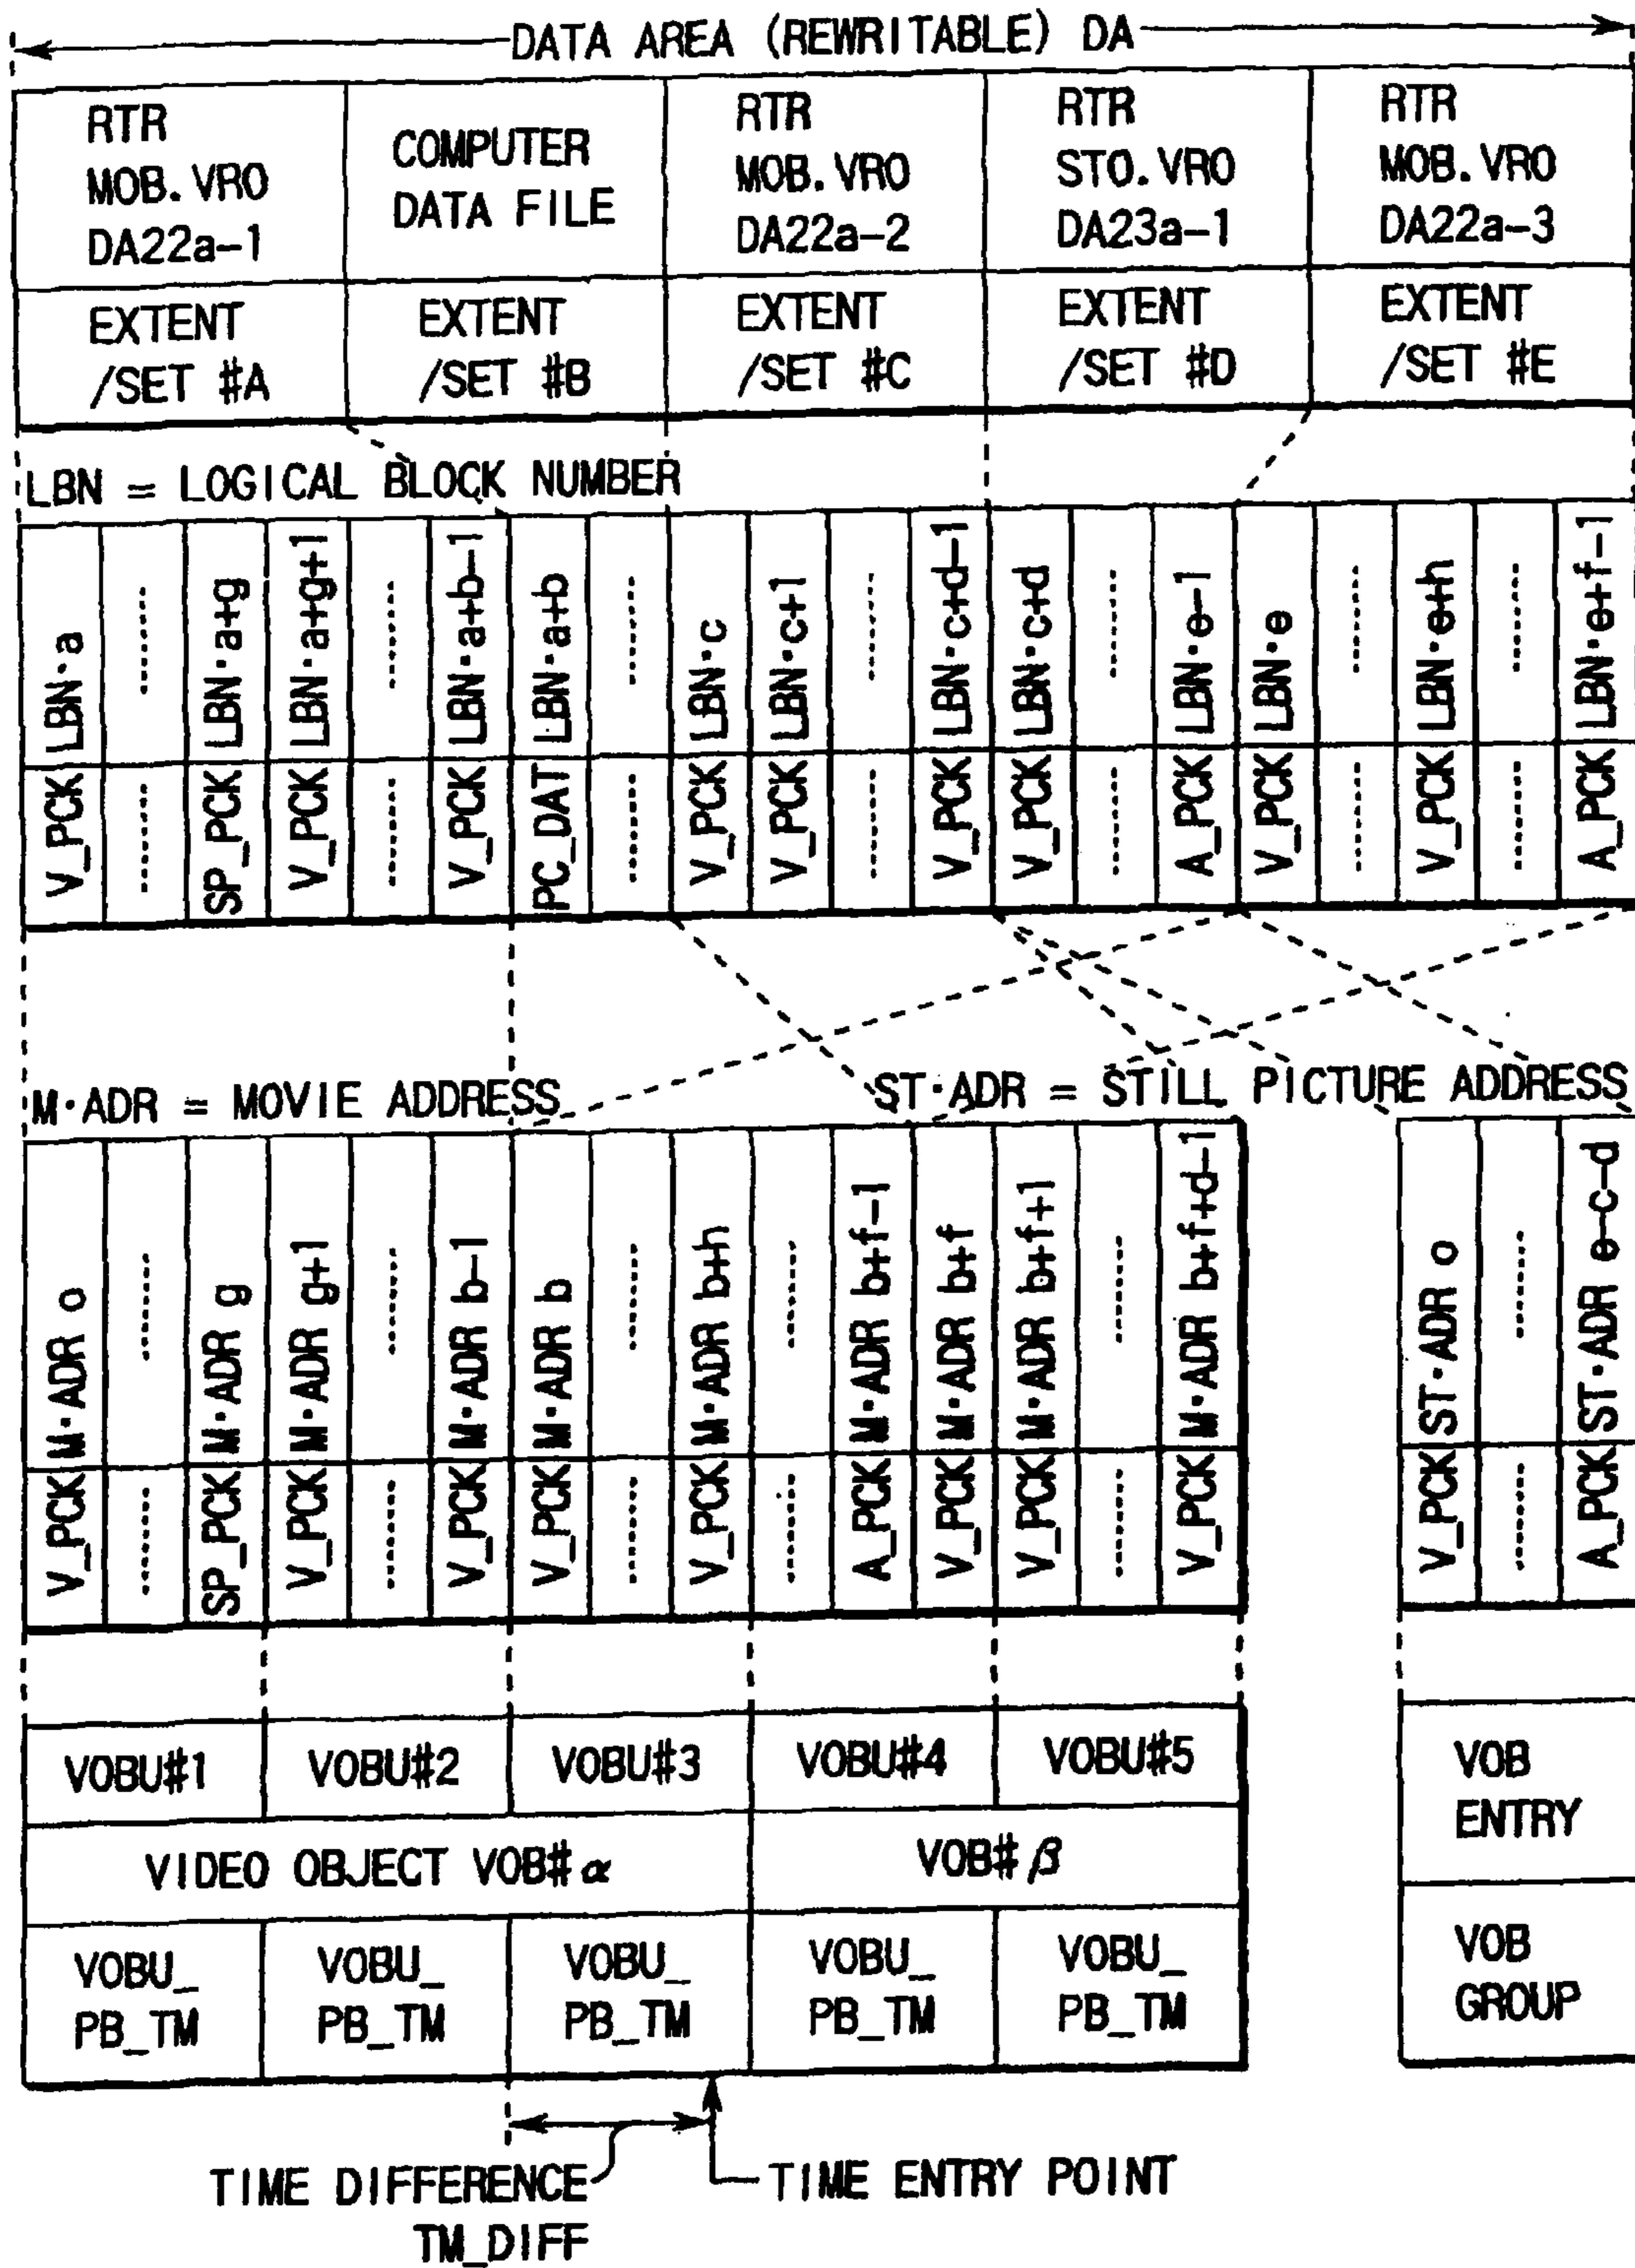 DATA AREA (REWRITABLE) DA
RTR
MOB. VRO
DA22a-1
COMPUTER
DATA FILE
RTR
MOB. VRO
DA22a-2
RTR
STO. VRO
DA23a-1
RTR
MOB. VRO
DA22a-3
EXTENT
/SET #A
EXTENT
/SET #B
EXTENT
/SET #C
EXTENT
/SET #D
EXTENT
/SET #E
LBN = LOGICAL BLOCK NUMBER
V_PCK LBN·a
SP_PCK LBN·a+g
V_PCK LBN·a+g+1
V_PCK LBN·a+b-1
PC_DAT LBN·a+b
V_PCK LBN·c
V_PCK LBN·c+1
V_PCK LBN·c+d-1
V_PCK LBN·c+d
A_PCK LBN·e-1
V_PCK LBN·e
V_PCK LBN·e+h
A_PCK LBN·e+f-1
M·ADR = MOVIE ADDRESS
ST·ADR = STILL PICTURE ADDRESS
V_PCK M·ADR o
SP_PCK M·ADR g
V_PCK M·ADR g+1
V_PCK M·ADR b-1
V_PCK M·ADR b
V_PCK M·ADR b+h
A_PCK M·ADR b+f-1
V_PCK M·ADR b+f
V_PCK M·ADR b+f+1
V_PCK M·ADR b+f+d-1
V_PCK ST·ADR o
A_PCK ST·ADR e-c-d
VOBU#1
VOBU#2
VOBU#3
VOBU#4
VOBU#5
VOB
ENTRY
VIDEO OBJECT VOB#α
VOB#β
VOBU_
PB_TM
VOBU_
PB_TM
VOBU_
PB_TM
VOBU_
PB_TM
VOBU_
PB_TM
VOB
GROUP
TIME DIFFERENCE
TM_DIFF
TIME ENTRY POINT